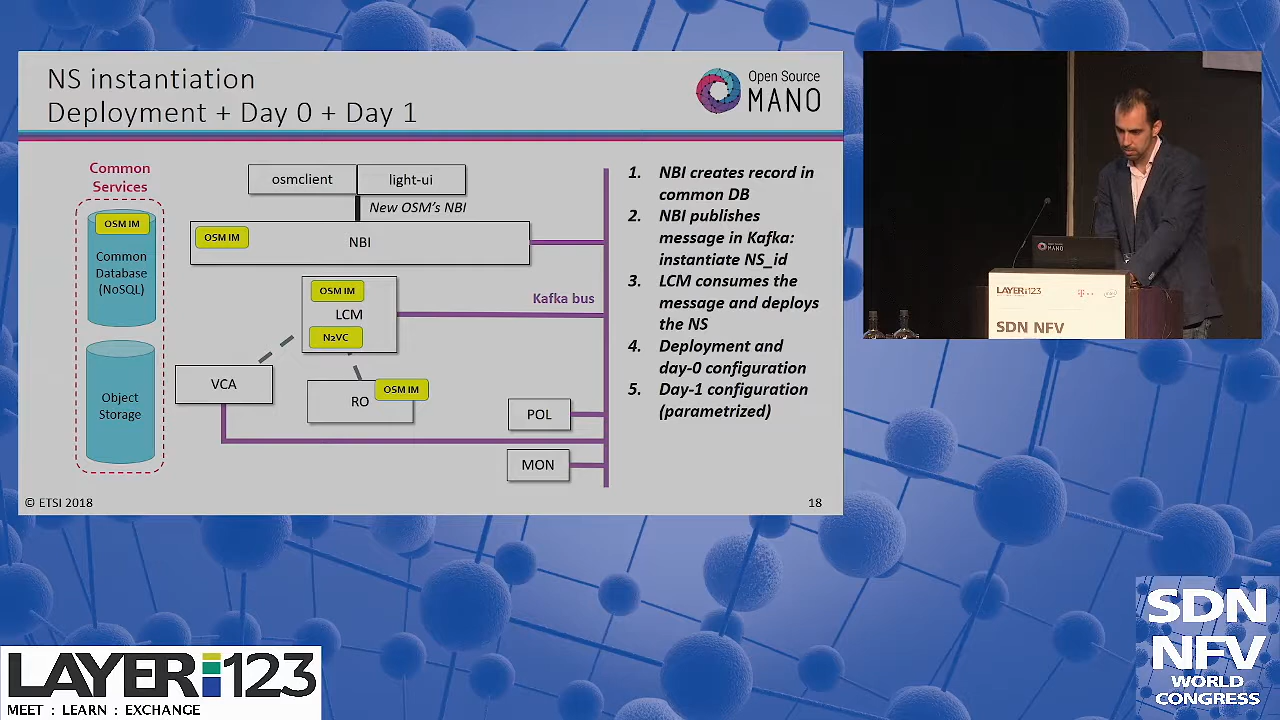 NS instantiation
Deployment + Day 0 + Day 1
Open Source
MANO
Common
Services
OSM IM
Common
Database
(NoSQL)
Object
Storage
osmclient
light-ui
New OSM's NBI
OSM IM
NBI
OSM IM
LCM
N2VC
Kafka bus
VCA
RO
OSM IM
POL
MON
1. NBI creates record in
common DB
2. NBI publishes
message in Kafka:
instantiate NS_id
3. LCM consumes the
message and deploys
the NS
4. Deployment and
day-0 configuration
5. Day-1 configuration
(parametrized)
© ETSI 2018
18
LAYER123
SDN NFV
LAYER123
MEET : LEARN : EXCHANGE
SDN
NFV
WORLD
CONGRESS